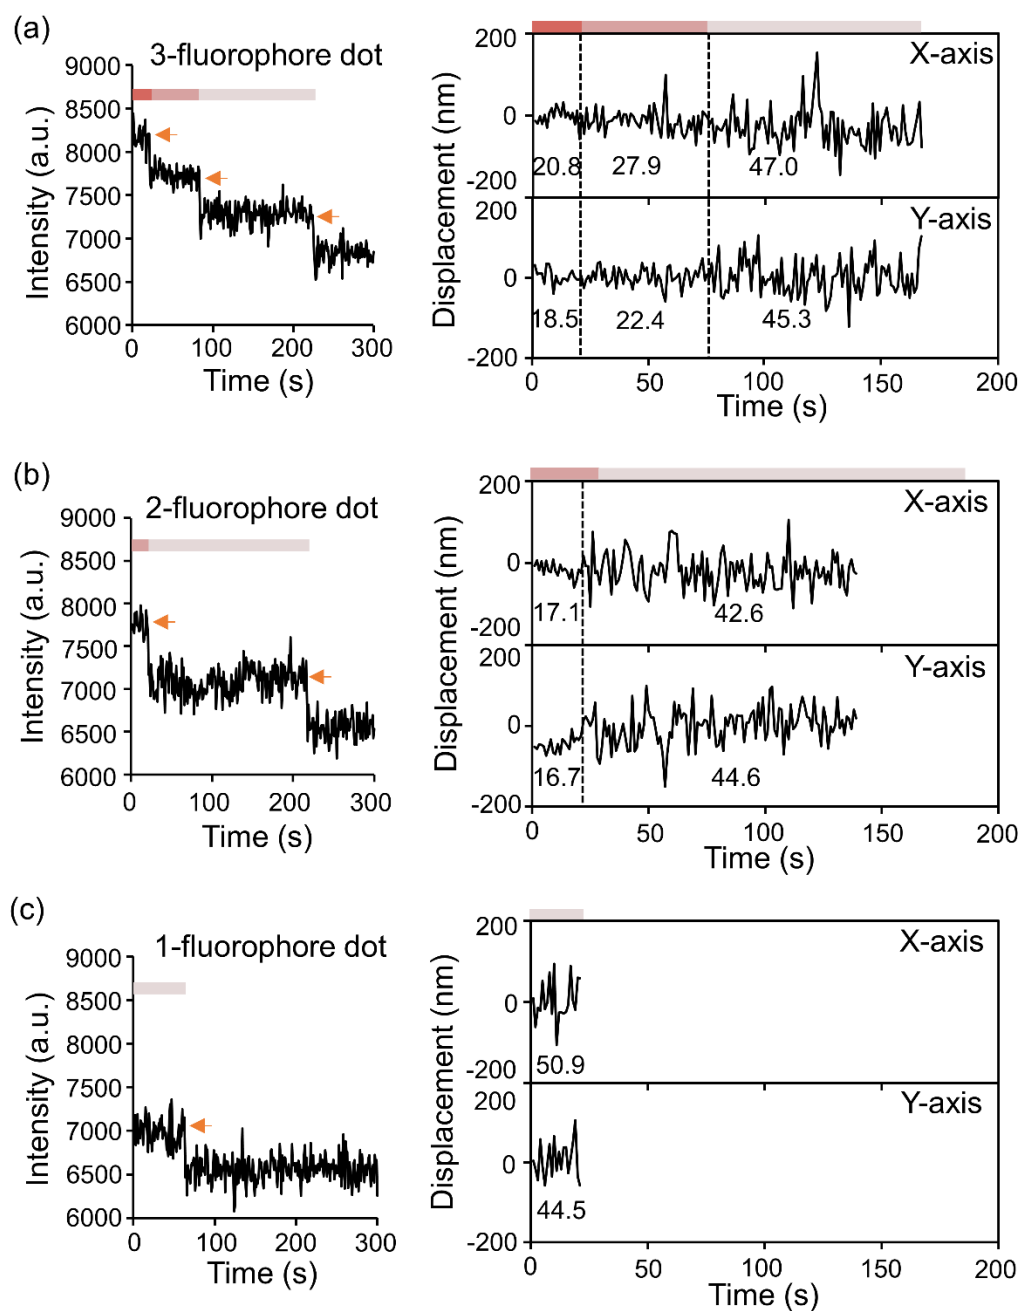 (a)
3-fluorophore dot
Intensity (a.u.)
9000
8500
8000
7500
7000
6500
6000
0 100 200 300
Time (s)
Displacement (nm)
200
0
-200
X-axis
20.8 27.9 47.0
200
0
-200
Y-axis
18.5 22.4 45.3
0 50 100 150 200
Time (s)
(b)
2-fluorophore dot
Intensity (a.u.)
9000
8500
8000
7500
7000
6500
6000
0 100 200 300
Time (s)
Displacement (nm)
200
0
-200
X-axis
17.1 42.6
200
0
-200
Y-axis
16.7 44.6
0 50 100 150 200
Time (s)
(c)
1-fluorophore dot
Intensity (a.u.)
9000
8500
8000
7500
7000
6500
6000
0 100 200 300
Time (s)
Displacement (nm)
200
0
-200
X-axis
50.9
200
0
-200
Y-axis
44.5
0 50 100 150 200
Time (s)